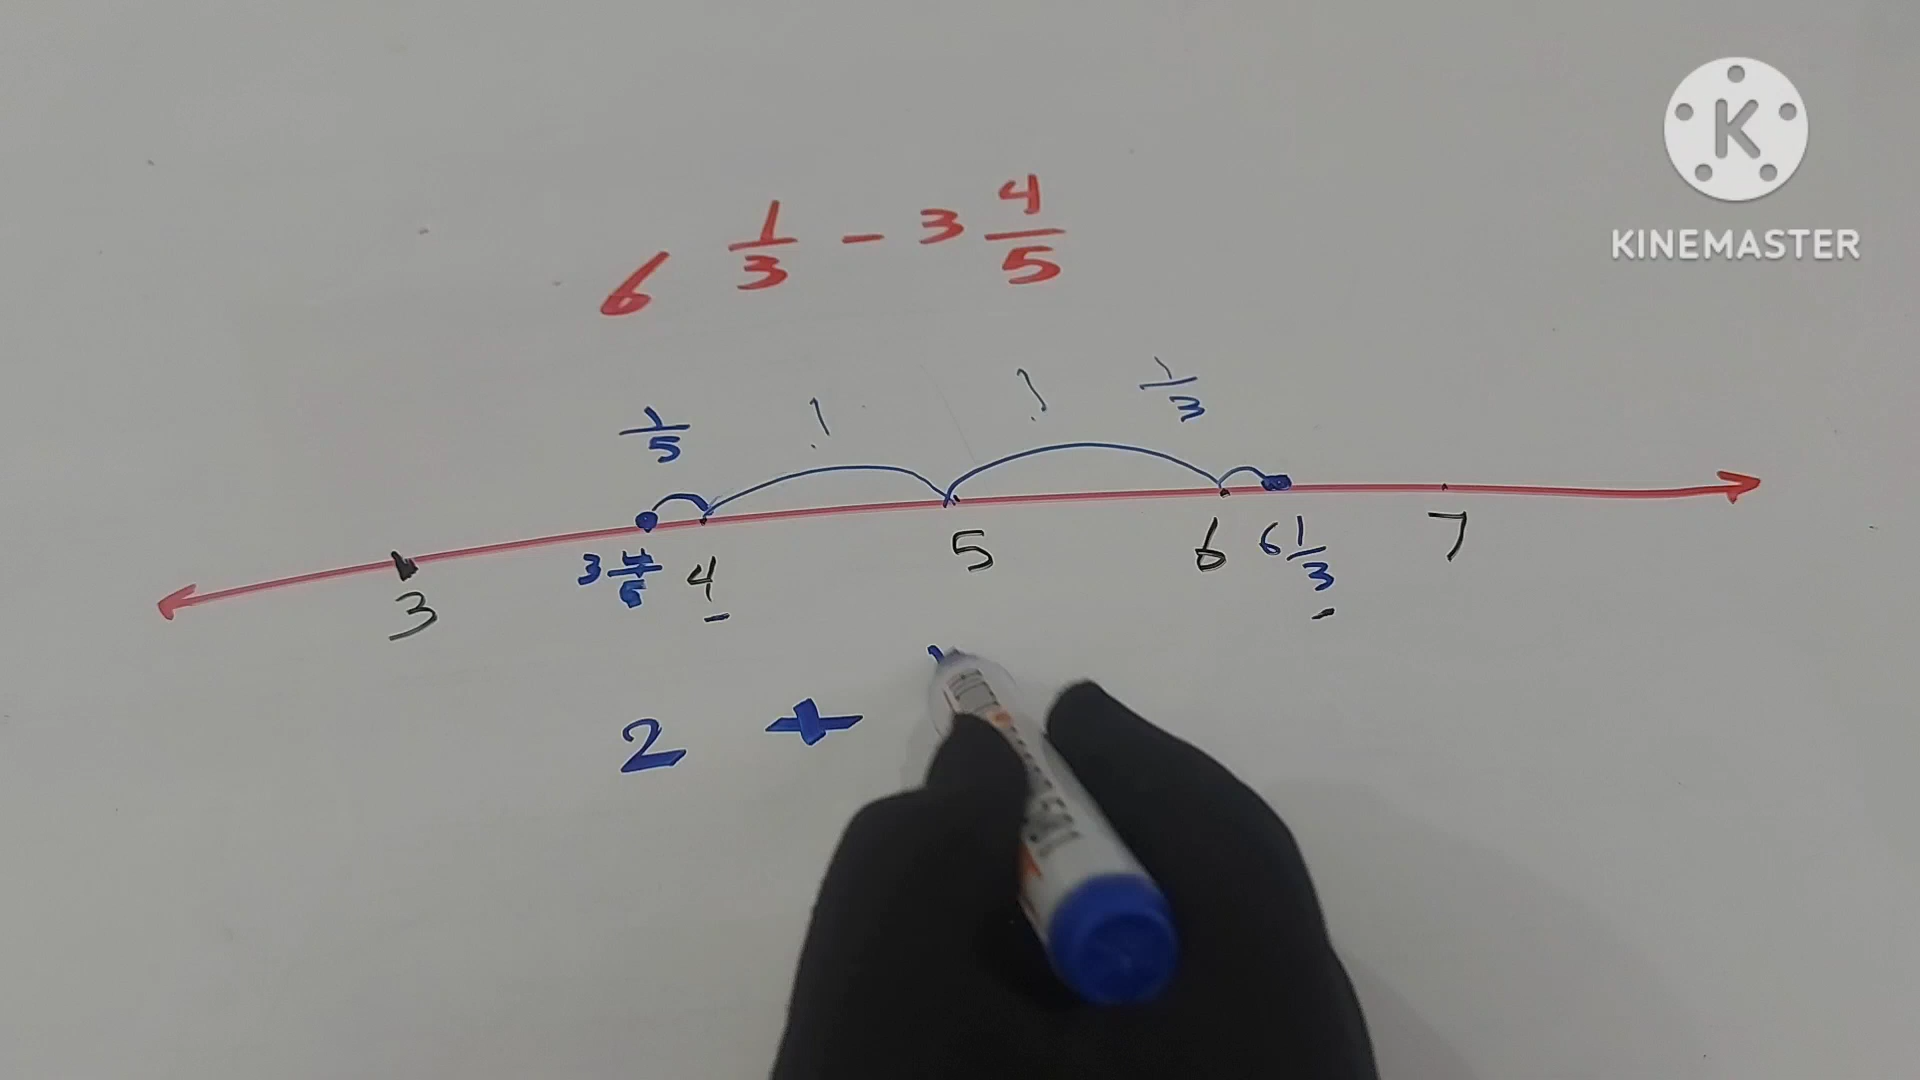 6 1/3 - 3 4/5
1/5 1 1 1/3
3 3 4/5 4 5 6 6 1/3 7
2 +
K
KINEMASTER